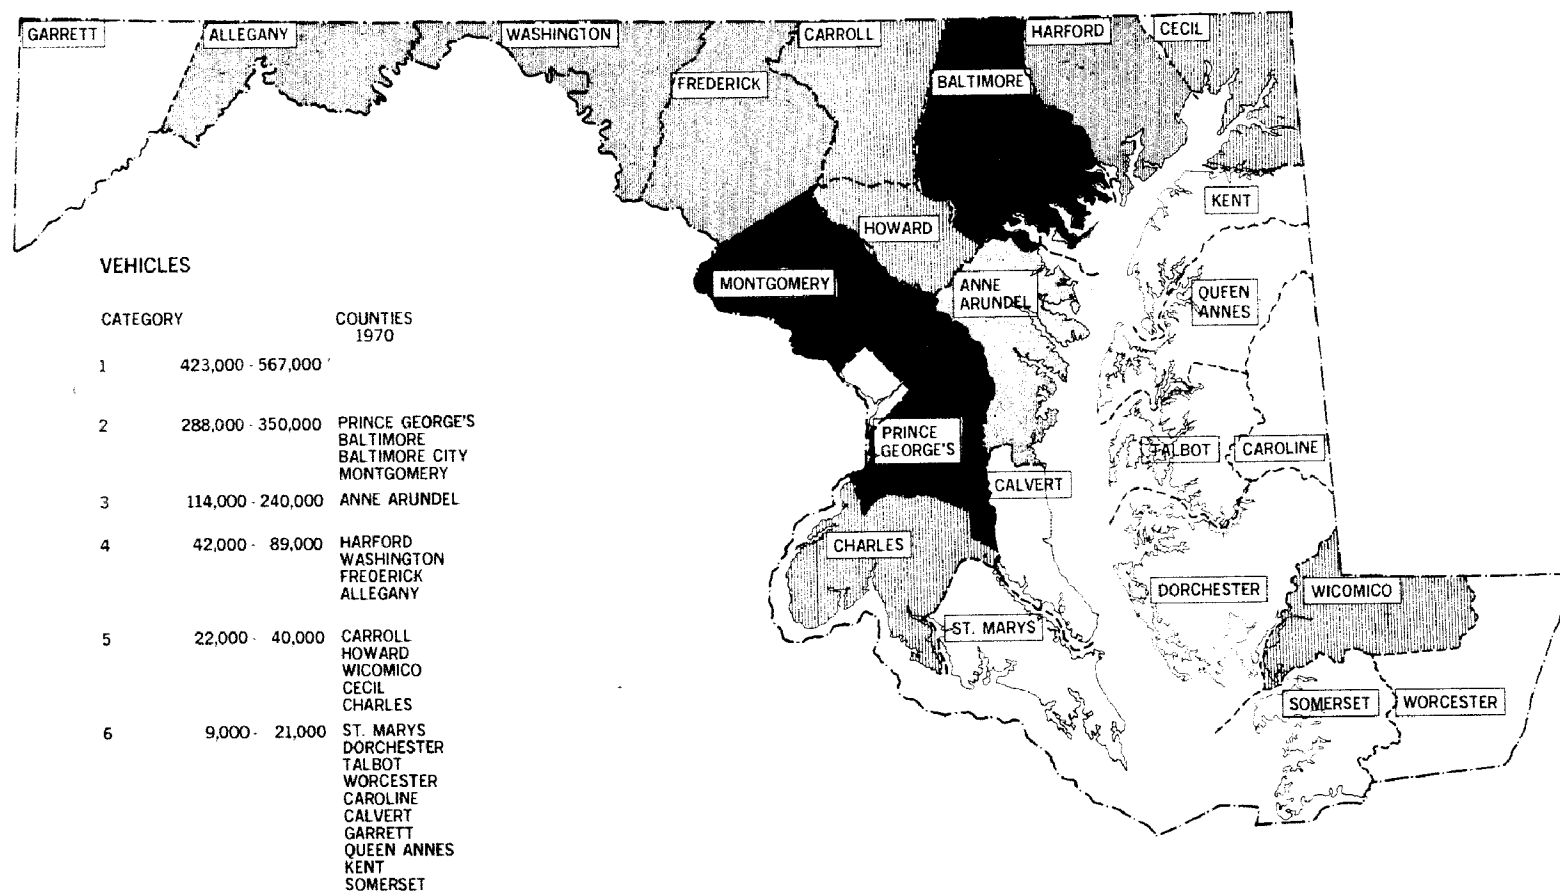 GARRETT
ALLEGANY
WASHINGTON
CARROLL
HARFORD
CECIL
FREDERICK
BALTIMORE
KENT
HOWARD
MONTGOMERY
ANNE
ARUNDEL
QUEEN
ANNES
PRINCE
GEORGE'S
TALBOT
CAROLINE
CALVERT
CHARLES
DORCHESTER
WICOMICO
ST. MARYS
SOMERSET
WORCESTER
VEHICLES
CATEGORY COUNTIES
1970
1 423,000 - 567,000
2 288,000 - 350,000 PRINCE GEORGE'S
BALTIMORE
BALTIMORE CITY
MONTGOMERY
3 114,000 - 240,000 ANNE ARUNDEL
4 42,000 - 89,000 HARFORD
WASHINGTON
FREDERICK
ALLEGANY
5 22,000 - 40,000 CARROLL
HOWARD
WICOMICO
CECIL
CHARLES
6 9,000 - 21,000 ST. MARYS
DORCHESTER
TALBOT
WORCESTER
CAROLINE
CALVERT
GARRETT
QUEEN ANNES
KENT
SOMERSET